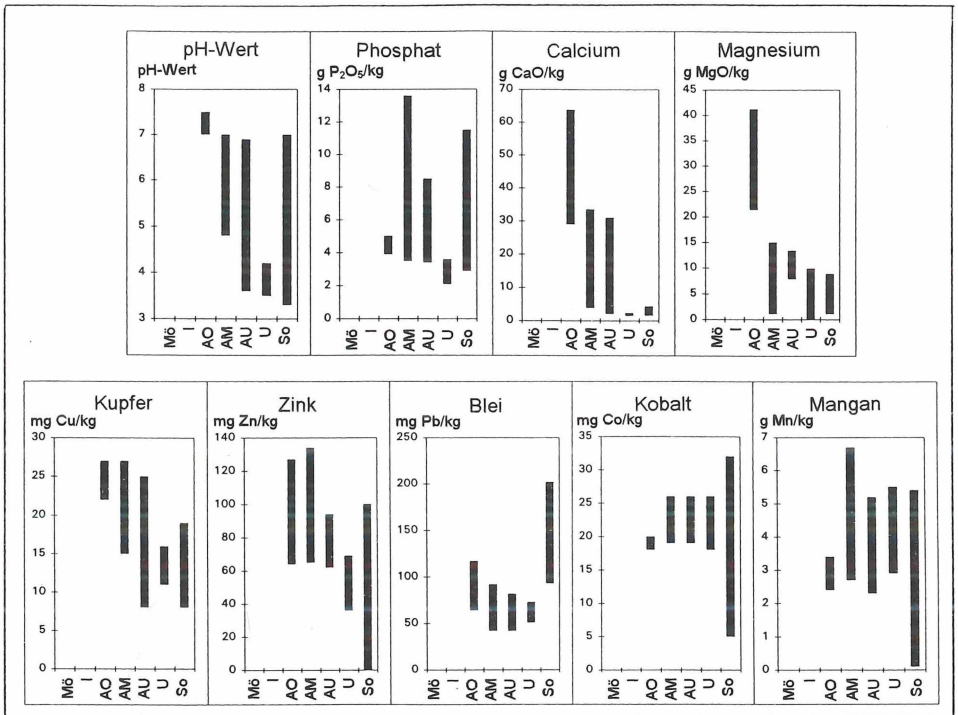 pH-Wert
pH-Wert
8
7
6
5
4
3
Mö I AO AM AU U So
Phosphat
g P₂O₅/kg
14
12
10
8
6
4
2
0
Mö I AO AM AU U So
Calcium
g CaO/kg
70
60
50
40
30
20
10
0
Mö I AO AM AU U So
Magnesium
g MgO/kg
45
40
35
30
25
20
15
10
5
0
Mö I AO AM AU U So
Kupfer
mg Cu/kg
30
25
20
15
10
5
0
Mö I AO AM AU U So
Zink
mg Zn/kg
140
120
100
80
60
40
20
0
Mö I AO AM AU U So
Blei
mg Pb/kg
250
200
150
100
50
0
Mö I AO AM AU U So
Kobalt
mg Co/kg
35
30
25
20
15
10
5
0
Mö I AO AM AU U So
Mangan
g Mn/kg
7
6
5
4
3
2
1
0
Mö I AO AM AU U So